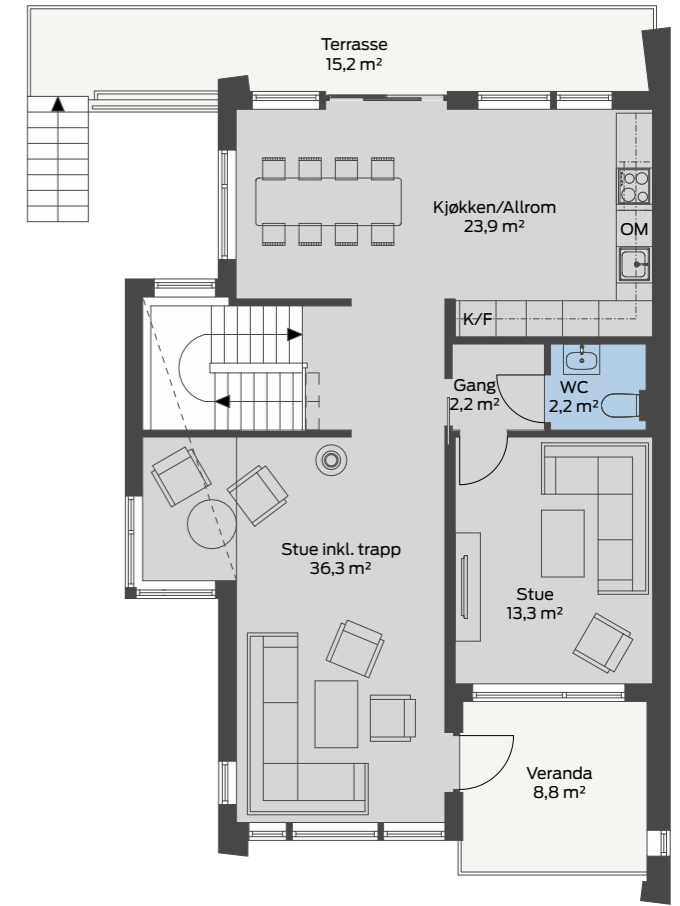 Terrasse
15,2 m²
Kjøkken/Allrom
23,9 m²
OM
K/F
Gang
2,2 m²
WC
2,2 m²
Stue inkl. trapp
36,3 m²
Stue
13,3 m²
Veranda
8,8 m²